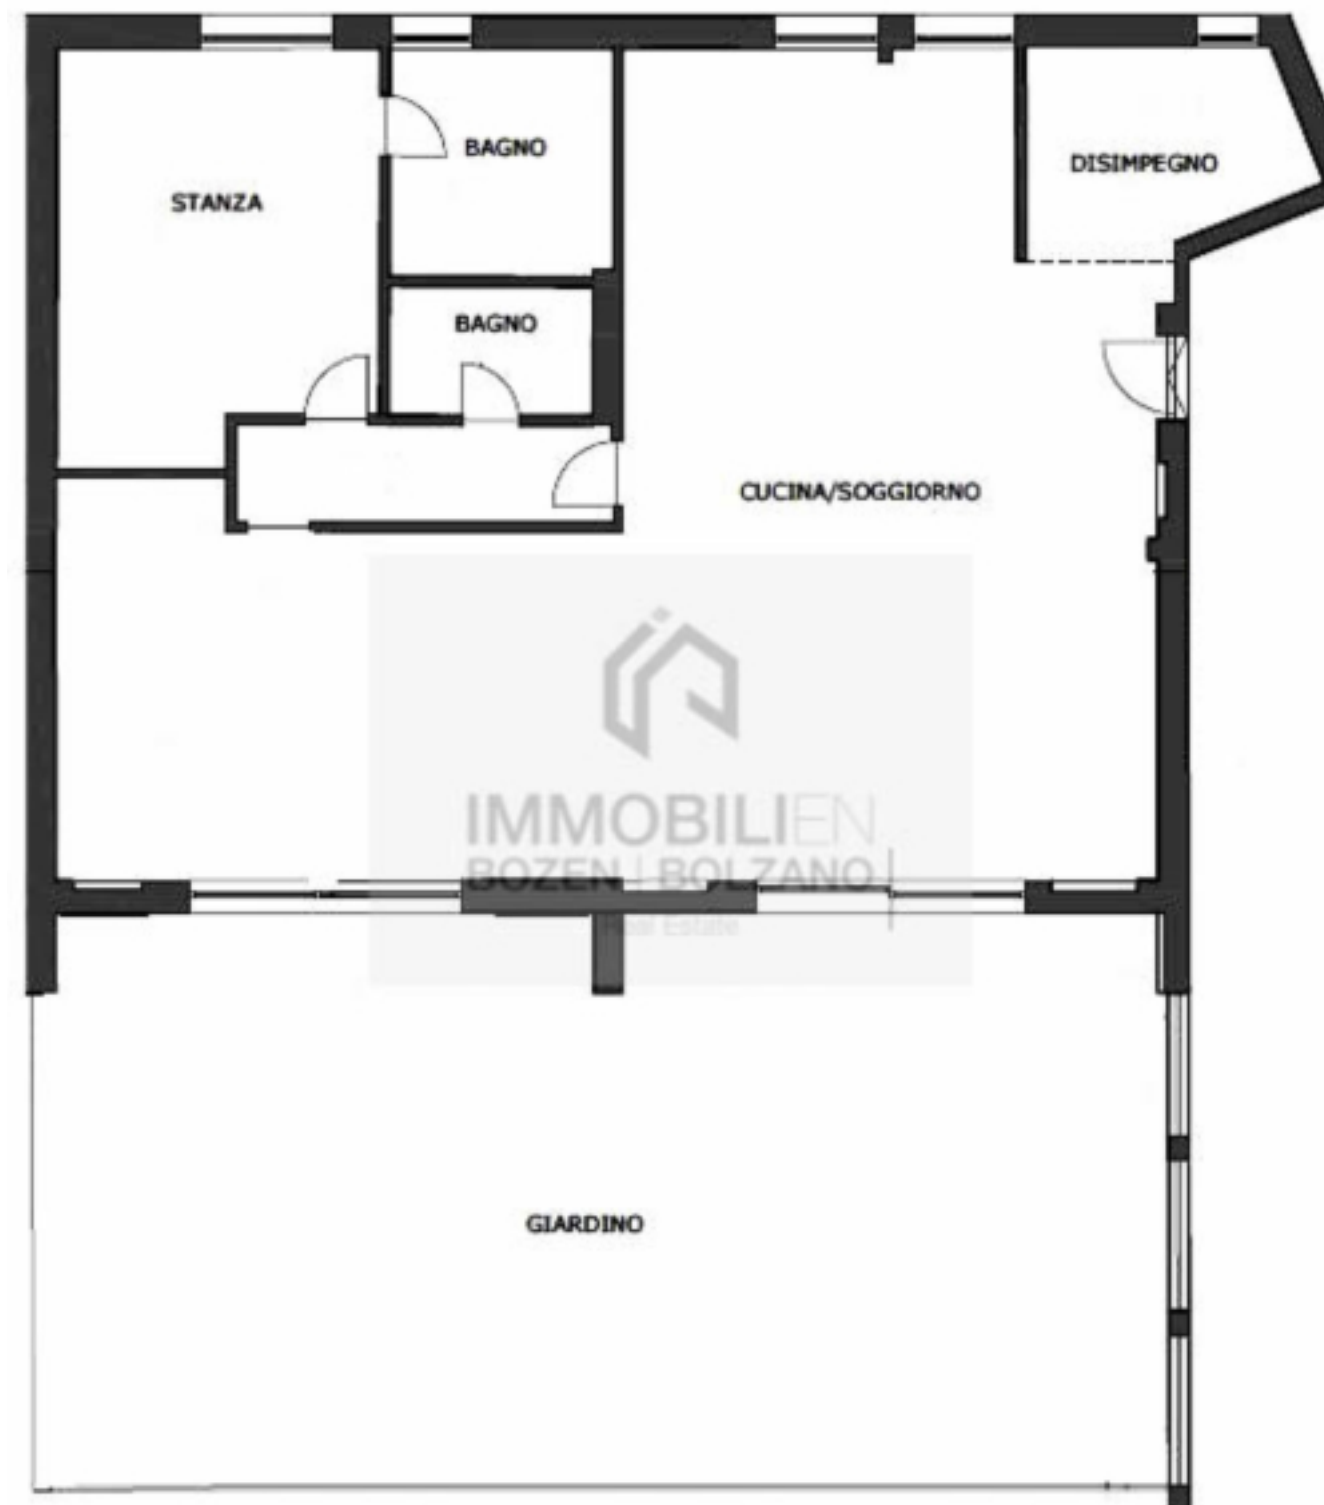 BAGNO
DISIMPEGNO
STANZA
BAGNO
CUCINA/SOGGIORNO
IMMOBILIEN
BOZEN | BOLZANO
Real Estate
GIARDINO